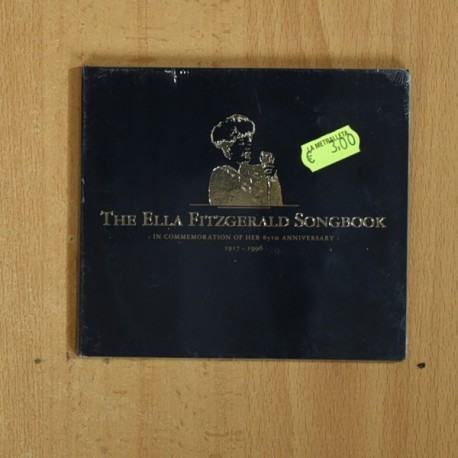 LA METRALLETA
€ 3,00
THE ELLA FITZGERALD SONGBOOK
- IN COMMEMORATION OF HER 85TH ANNIVERSARY -
1917 - 1996